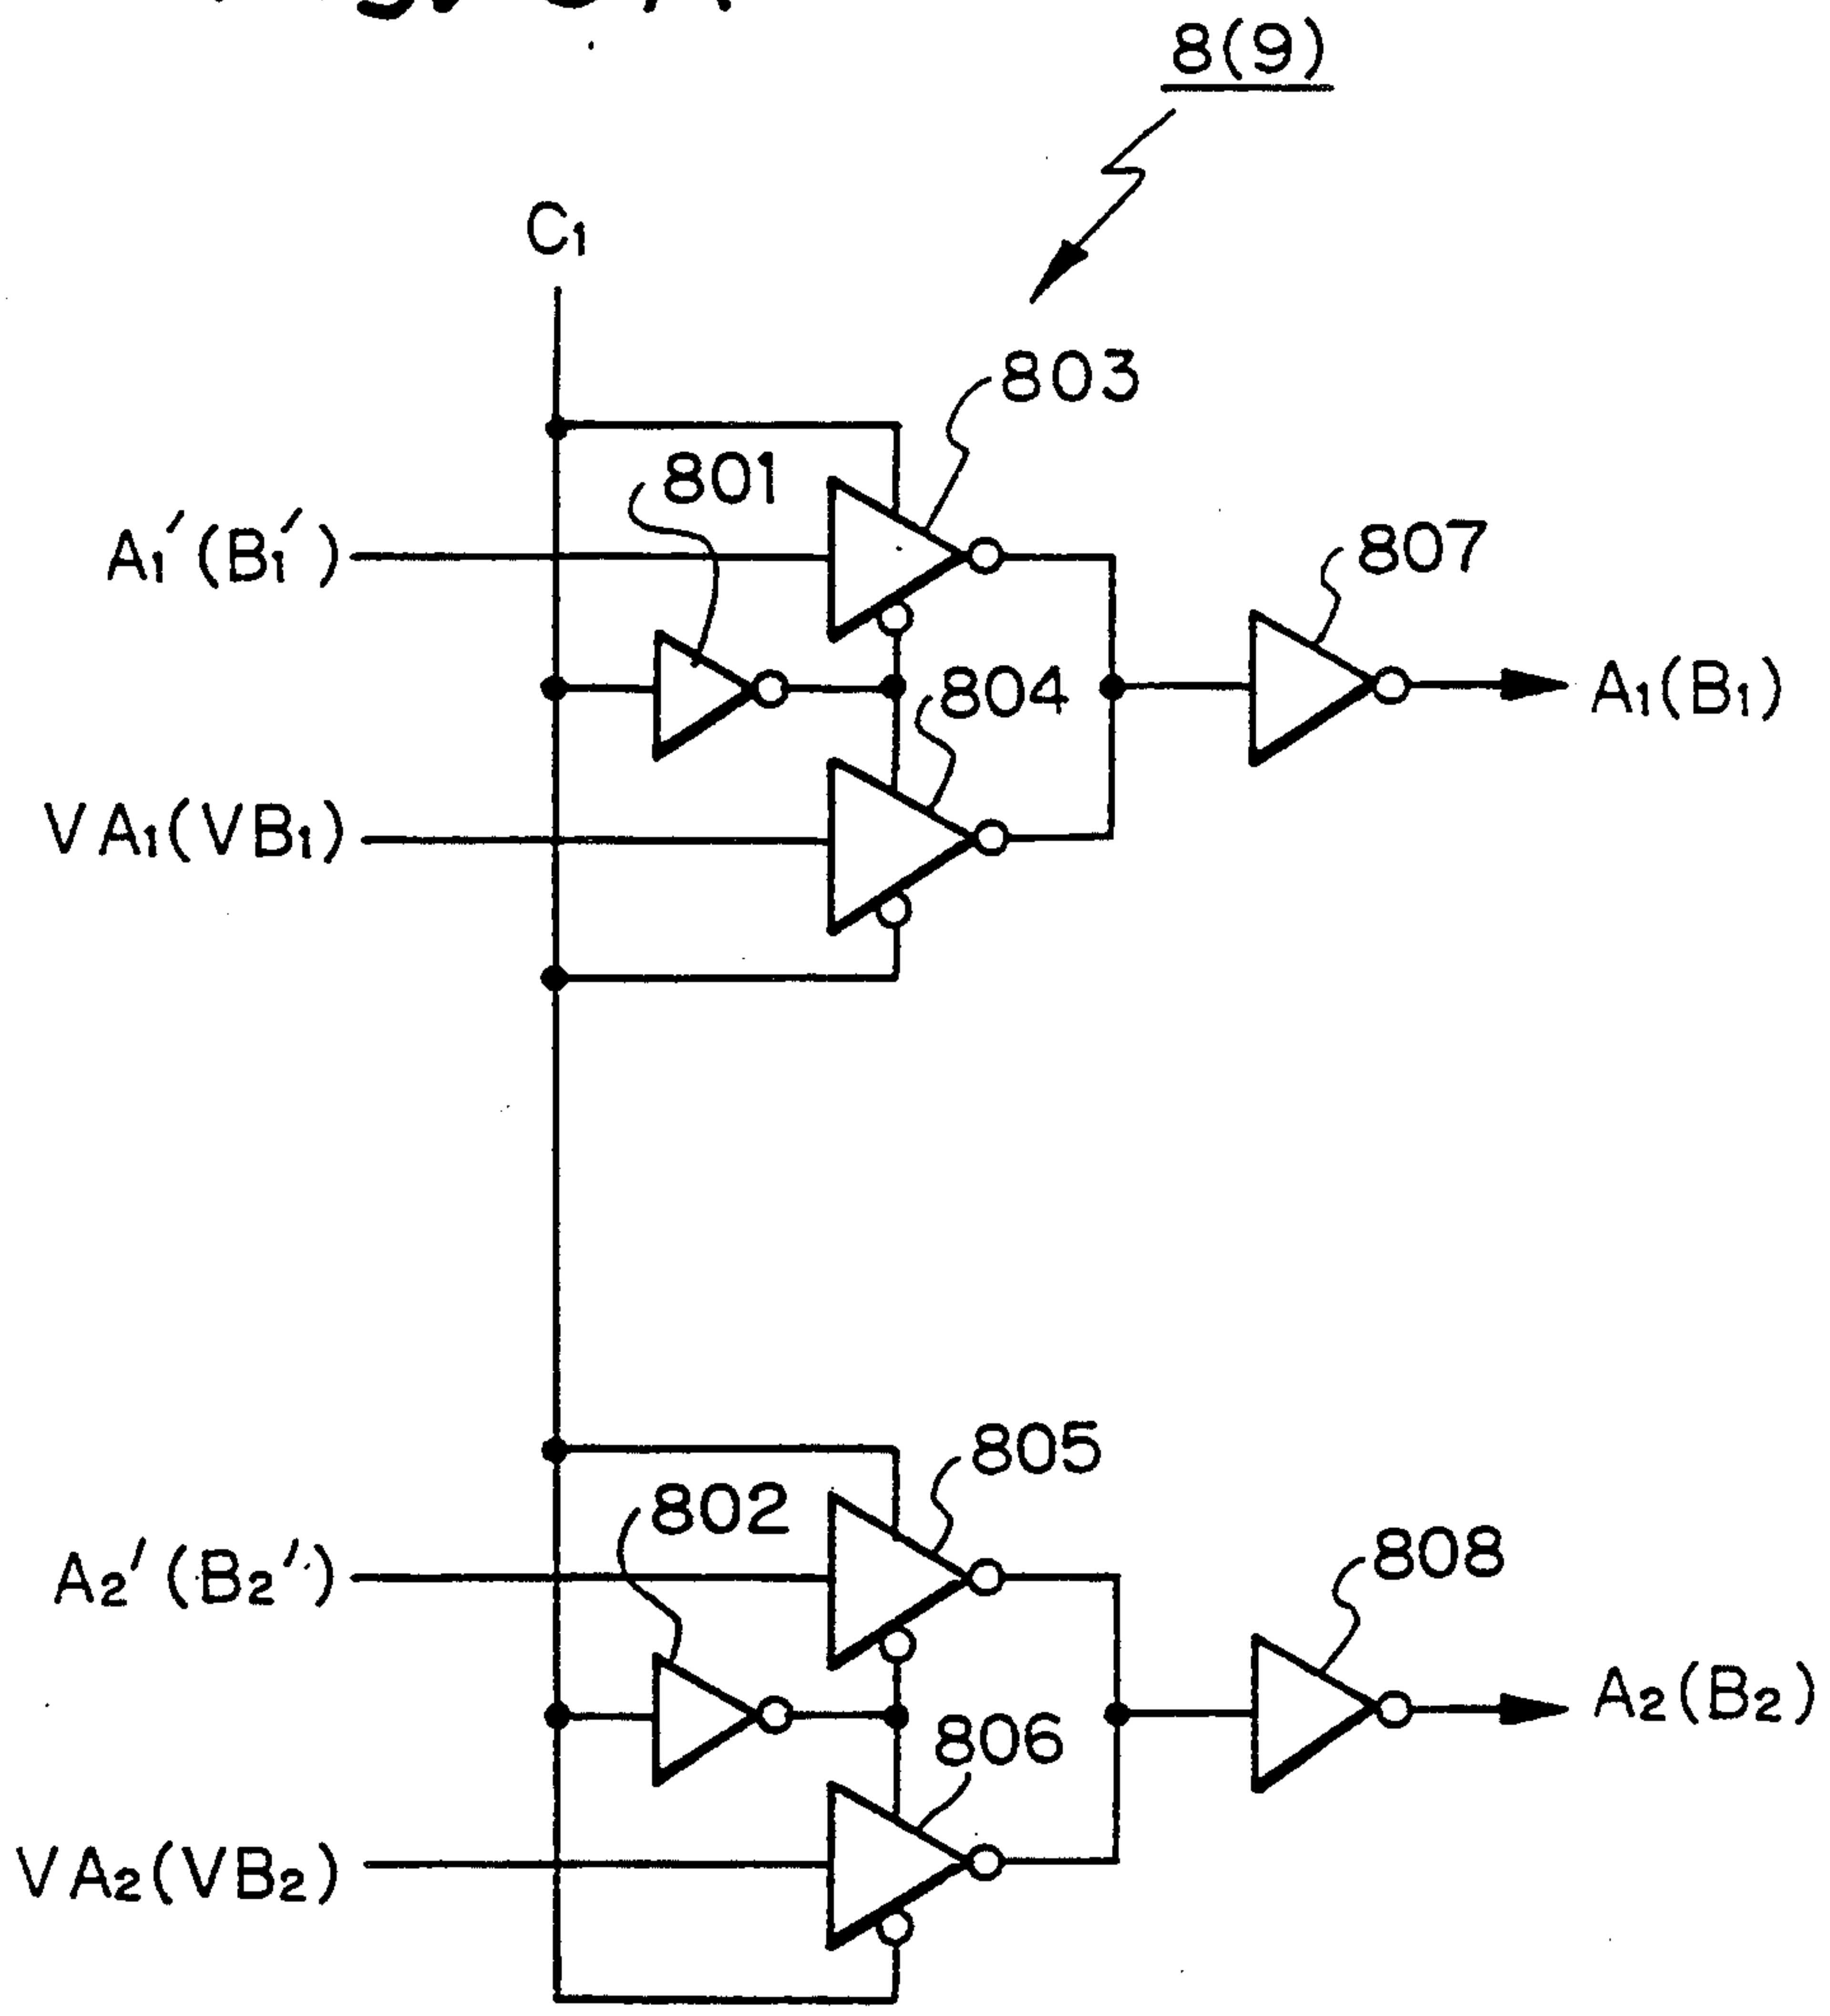 8(9)
C₁
803
801
A₁′(B₁′)
807
804
A₁(B₁)
VA₁(VB₁)
805
802
A₂′(B₂′)
808
806
A₂(B₂)
VA₂(VB₂)